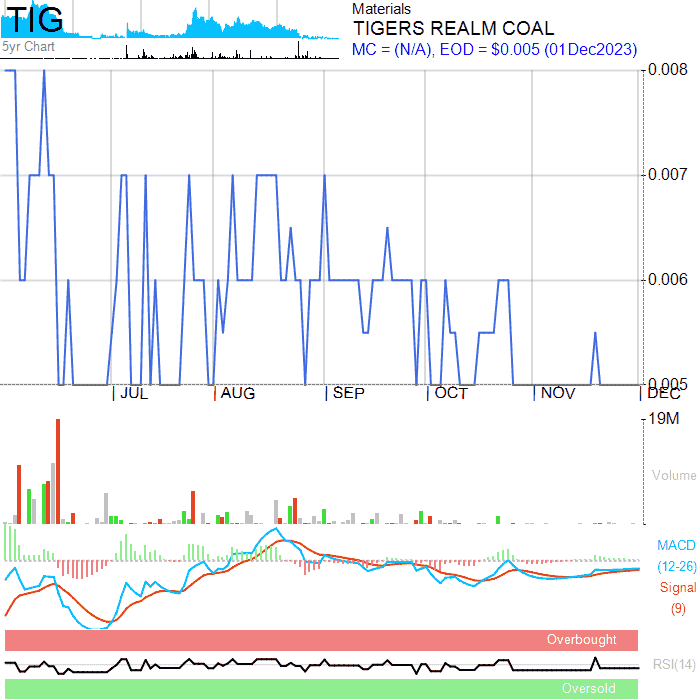 TIG
5yr Chart
Materials
TIGERS REALM COAL
MC = (N/A), EOD = $0.005 (01Dec2023)
0.008
0.007
0.006
0.005
JUL AUG SEP OCT NOV DEC
19M
Volume
MACD
(12-26)
Signal
(9)
Overbought
RSI(14)
Oversold